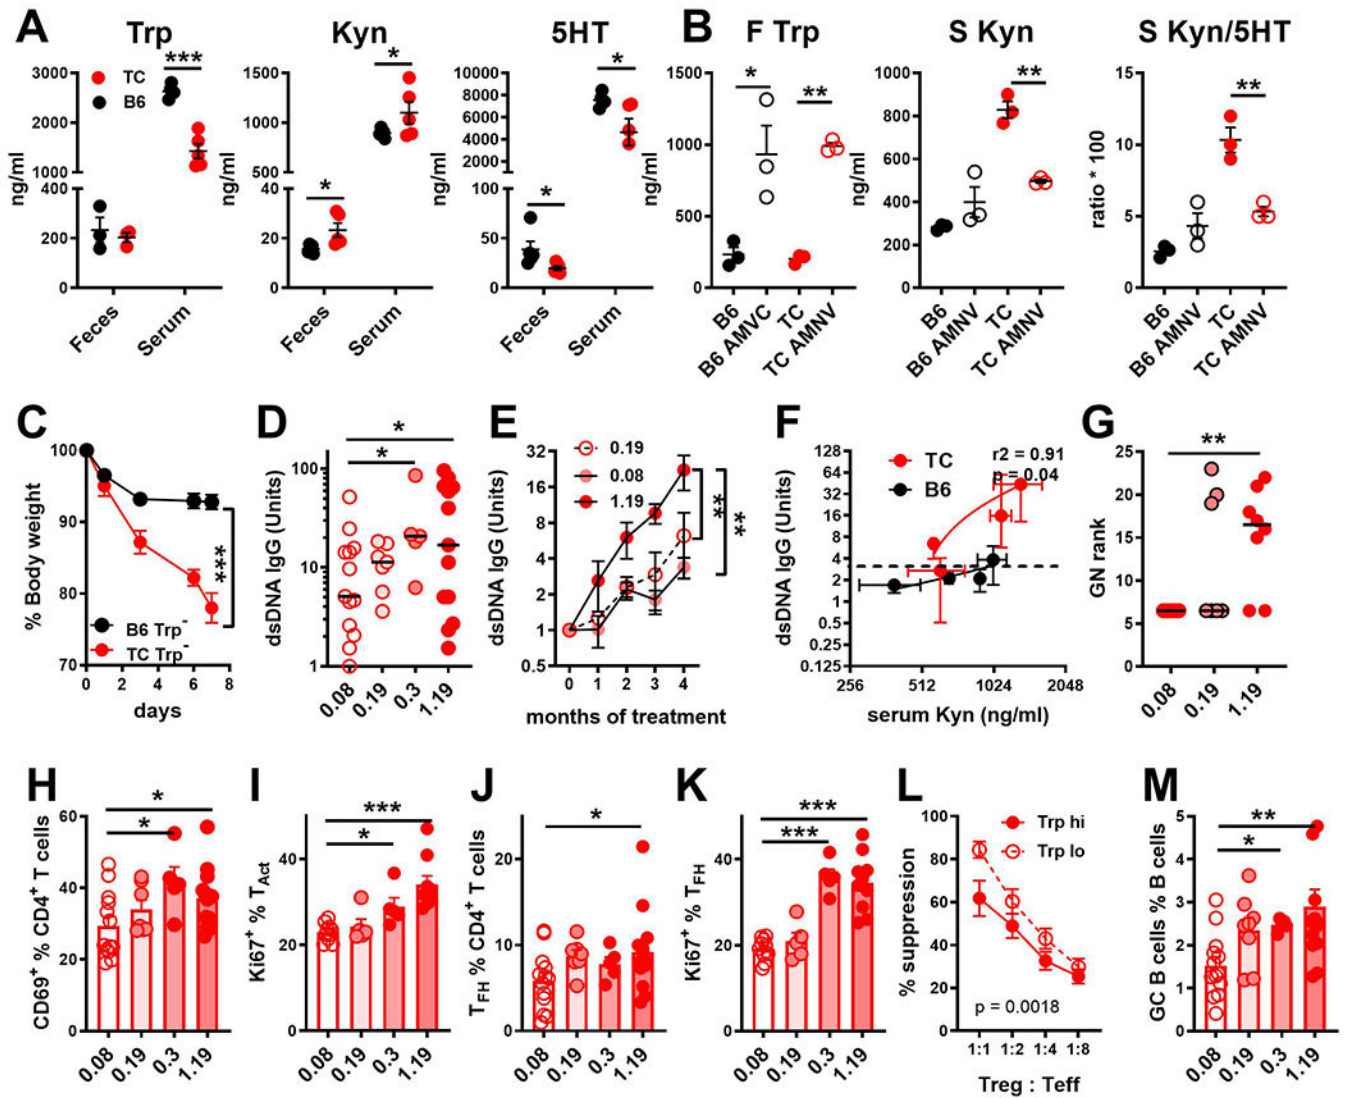 A
Trp
Kyn
5HT
B
F Trp
S Kyn
S Kyn/5HT
TC
B6
ng/ml
3000
2000
1000
400
200
0
***
Feces
Serum
ng/ml
1500
1000
500
40
20
0
*
*
Feces
Serum
ng/ml
10000
8000
6000
4000
2000
100
50
0
*
*
Feces
Serum
ng/ml
1500
1000
500
0
*
**
B6
B6 AMVC
TC
TC AMNV
ng/ml
1000
800
600
400
200
0
**
B6
B6 AMNV
TC
TC AMNV
ratio * 100
15
10
5
0
**
B6
B6 AMNV
TC
TC AMNV
C
% Body weight
100
90
80
70
***
B6 Trp-
TC Trp-
0 2 4 6 8
days
D
dsDNA IgG (Units)
100
10
1
*
*
0.08
0.19
0.3
1.19
E
dsDNA IgG (Units)
32
16
8
4
2
1
0.5
0.19
0.08
1.19
**
**
0 1 2 3 4
months of treatment
F
dsDNA IgG (Units)
128
64
32
16
8
4
2
1
0.5
0.25
0.125
TC
B6
r2 = 0.91
p = 0.04
256 512 1024 2048
serum Kyn (ng/ml)
G
GN rank
25
20
15
10
5
0
**
0.08
0.19
1.19
H
CD69+ % CD4+ T cells
60
40
20
0
*
*
0.08
0.19
0.3
1.19
I
Ki67+ % TAct
40
20
0
***
*
0.08
0.19
0.3
1.19
J
TFH % CD4+ T cells
20
10
0
*
0.08
0.19
0.3
1.19
K
Ki67+ % TFH
40
20
0
***
***
0.08
0.19
0.3
1.19
L
% suppression
100
80
60
40
20
0
Trp hi
Trp lo
p = 0.0018
1:1 1:2 1:4 1:8
Treg : Teff
M
GC B cells % B cells
5
4
3
2
1
0
**
*
0.08
0.19
0.3
1.19